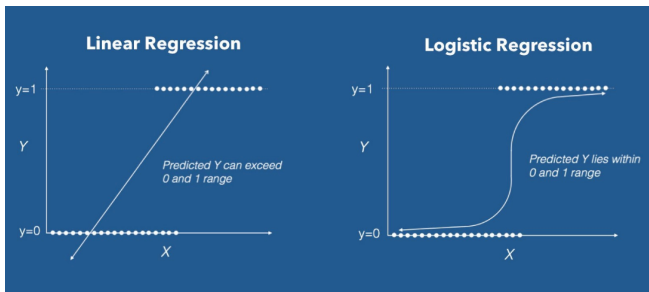 Linear Regression
y=1
Y
Predicted Y can exceed
0 and 1 range
y=0
X
Logistic Regression
y=1
Y
Predicted Y lies within
0 and 1 range
y=0
X